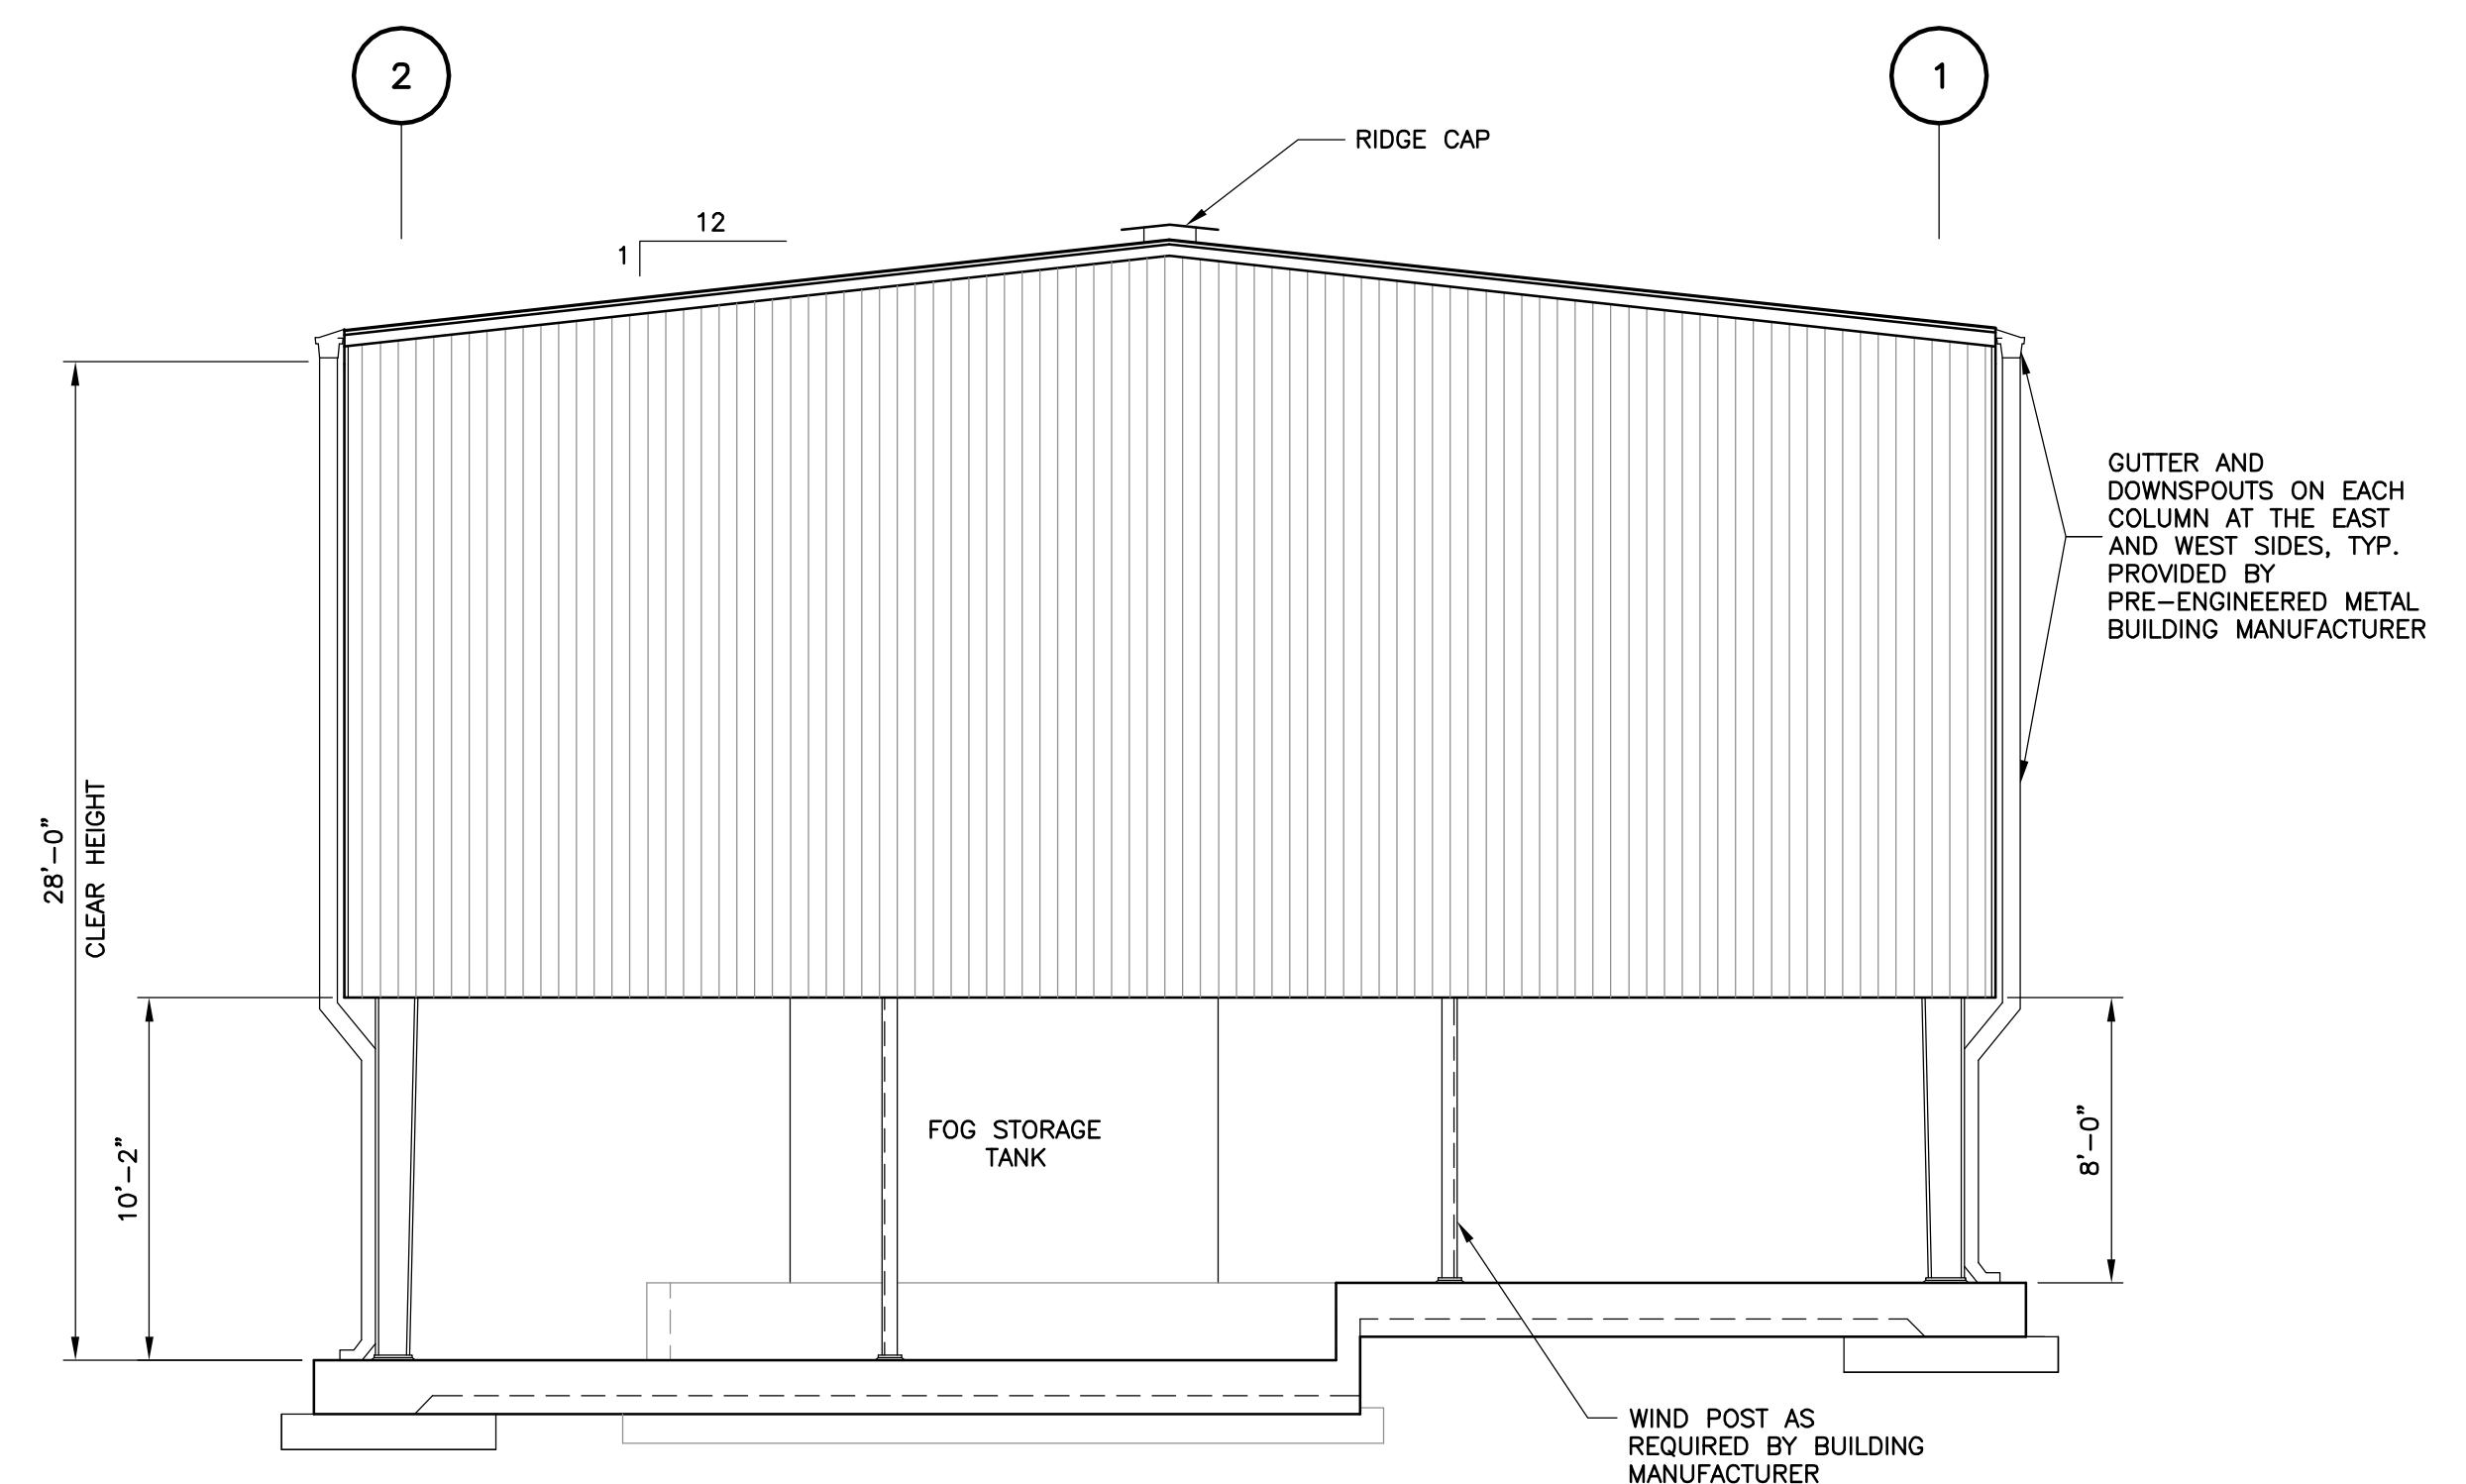 2
1
RIDGE CAP
12
1
GUTTER AND
DOWNSPOUTS ON EACH
COLUMN AT THE EAST
AND WEST SIDES, TYP.
PROVIDED BY
PRE-ENGINEERED METAL
BUILDING MANUFACTURER
28'-0"
CLEAR HEIGHT
10'-2"
FOG STORAGE
TANK
8'-0"
WIND POST AS
REQUIRED BY BUILDING
MANUFACTURER